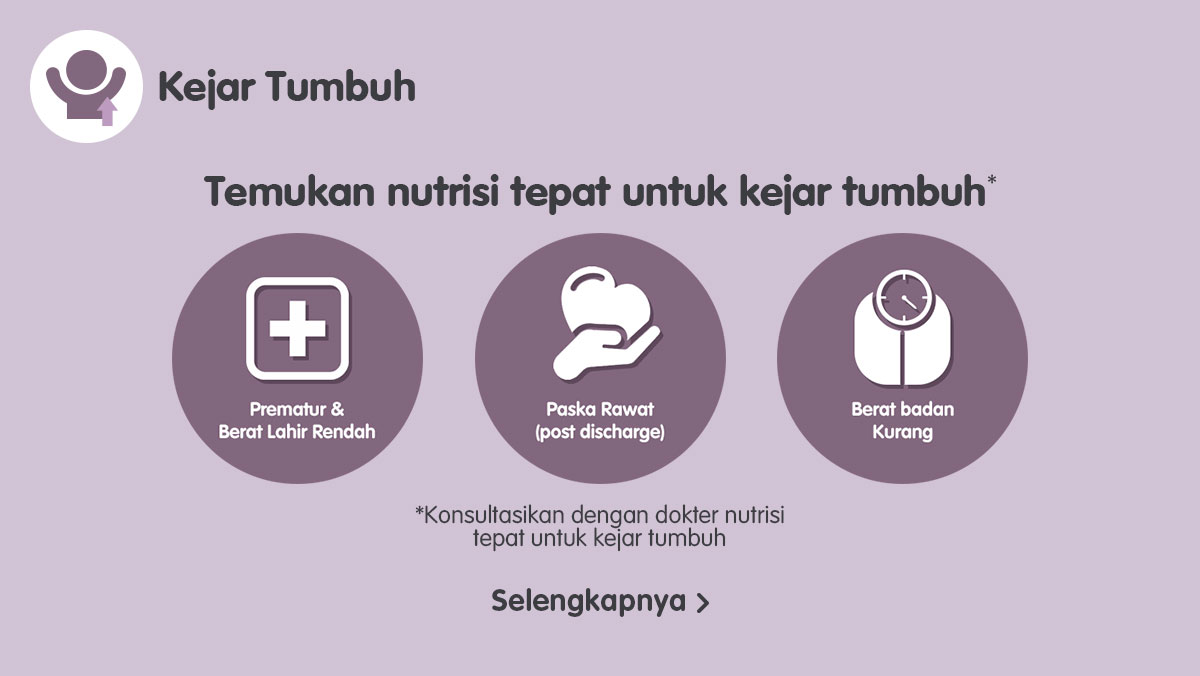 Kejar Tumbuh
Temukan nutrisi tepat untuk kejar tumbuh*
Prematur &
Berat Lahir Rendah
Paska Rawat
(post discharge)
Berat badan
Kurang
*Konsultasikan dengan dokter nutrisi
tepat untuk kejar tumbuh
Selengkapnya >